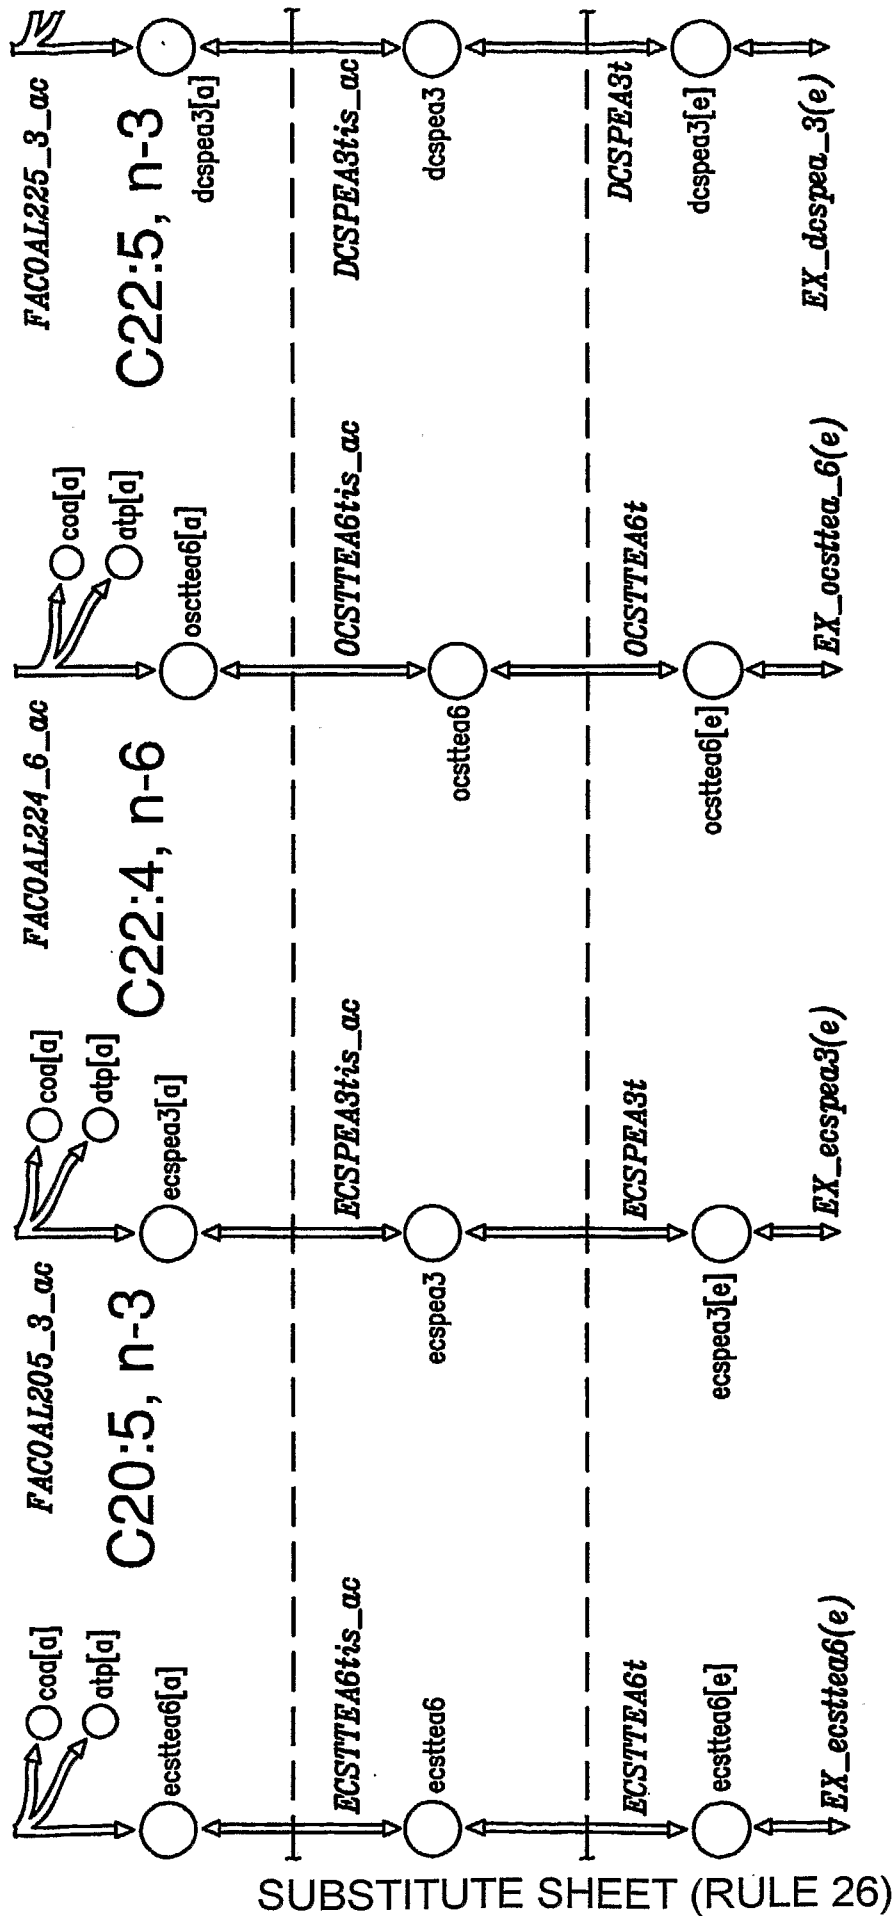 FACOAL225_3_ac
C22:5, n-3
dcspea3[a]
DCSPEA3tis_ac
dcspea3
DCSPEA3t
dcspea3[e]
EX_dcspea_3(e)
coa[a]
atp[a]
FACOAL224_6_ac
C22:4, n-6
oscttea6[a]
OCSTTEA6tis_ac
ocsttea6
OCSTTEA6t
ocsttea6[e]
EX_ocsttea_6(e)
coa[a]
atp[a]
FACOAL205_3_ac
C20:5, n-3
ecspea3[a]
ECSPEA3tis_ac
ecspea3
ECSPEA3t
ecspea3[e]
EX_ecspea3(e)
coa[a]
atp[a]
ecsttea6[a]
ECSTTEA6tis_ac
ecsttea6
ECSTTEA6t
ecsttea6[e]
EX_ecsttea6(e)
SUBSTITUTE SHEET (RULE 26)